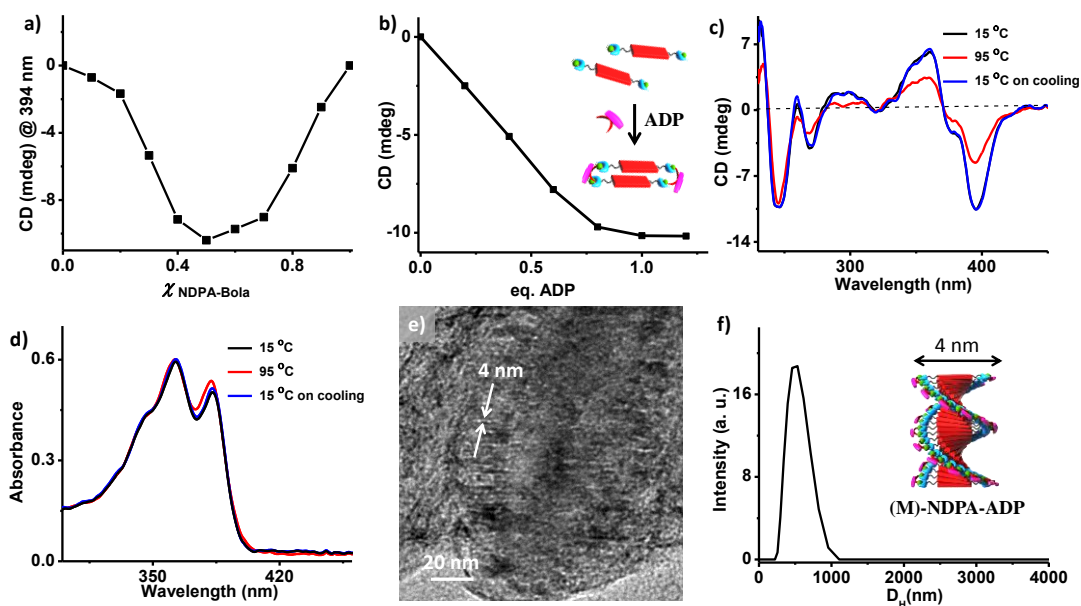 a)
CD (mdeg) @ 394 nm
0
-4
-8
0.0 0.4 0.8
χ NDPA-Bola
b)
CD (mdeg)
0
-5
-10
0.0 0.5 1.0
eq. ADP
ADP
c)
CD (mdeg)
7
0
-7
-14
300 400
Wavelength (nm)
15 °C
95 °C
15 °C on cooling
d)
Absorbance
0.6
0.3
0.0
350 420
Wavelength (nm)
15 °C
95 °C
15 °C on cooling
e)
4 nm
20 nm
f)
Intensity (a. u.)
16
8
0
0 1000 2000 3000 4000
D_H(nm)
4 nm
(M)-NDPA-ADP